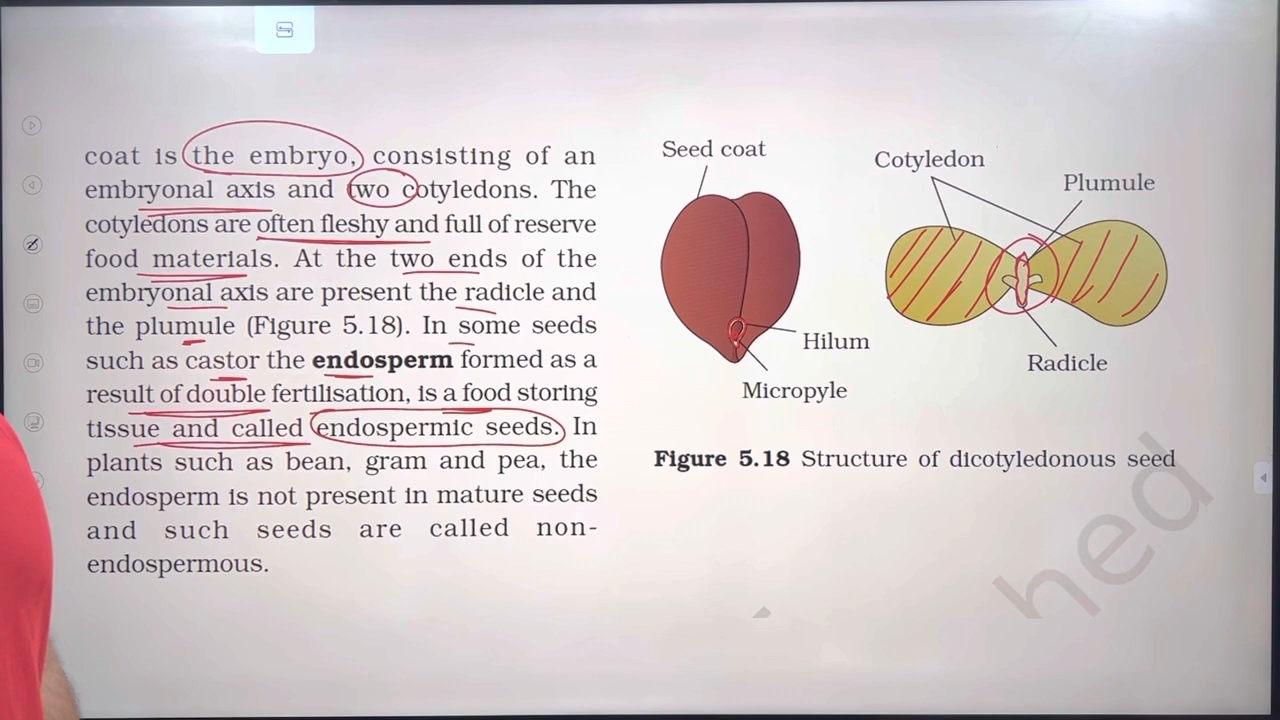 coat is the embryo, consisting of an
embryonal axis and two cotyledons. The
cotyledons are often fleshy and full of reserve
food materials. At the two ends of the
embryonal axis are present the radicle and
the plumule (Figure 5.18). In some seeds
such as castor the endosperm formed as a
result of double fertilisation, is a food storing
tissue and called endospermic seeds. In
plants such as bean, gram and pea, the
endosperm is not present in mature seeds
and such seeds are called non-
endospermous.
Seed coat
Hilum
Micropyle
Cotyledon
Plumule
Radicle
Figure 5.18 Structure of dicotyledonous seed
hed